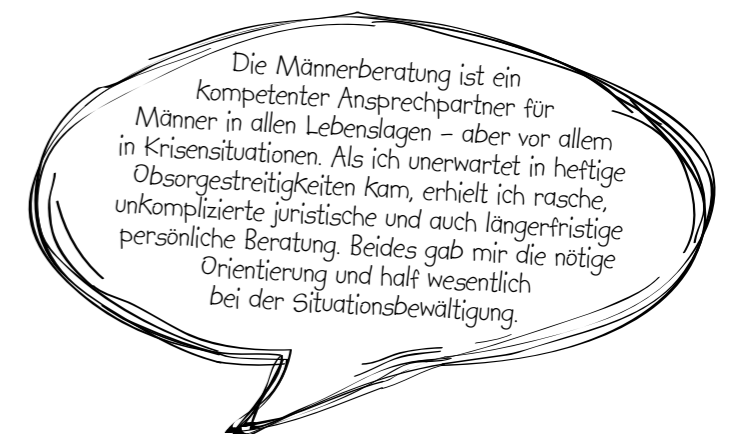 Die Männerberatung ist ein
kompetenter Ansprechpartner für
Männer in allen Lebenslagen – aber vor allem
in Krisensituationen. Als ich unerwartet in heftige
Obsorgestreitigkeiten kam, erhielt ich rasche,
unkomplizierte juristische und auch längerfristige
persönliche Beratung. Beides gab mir die nötige
Orientierung und half wesentlich
bei der Situationsbewältigung.